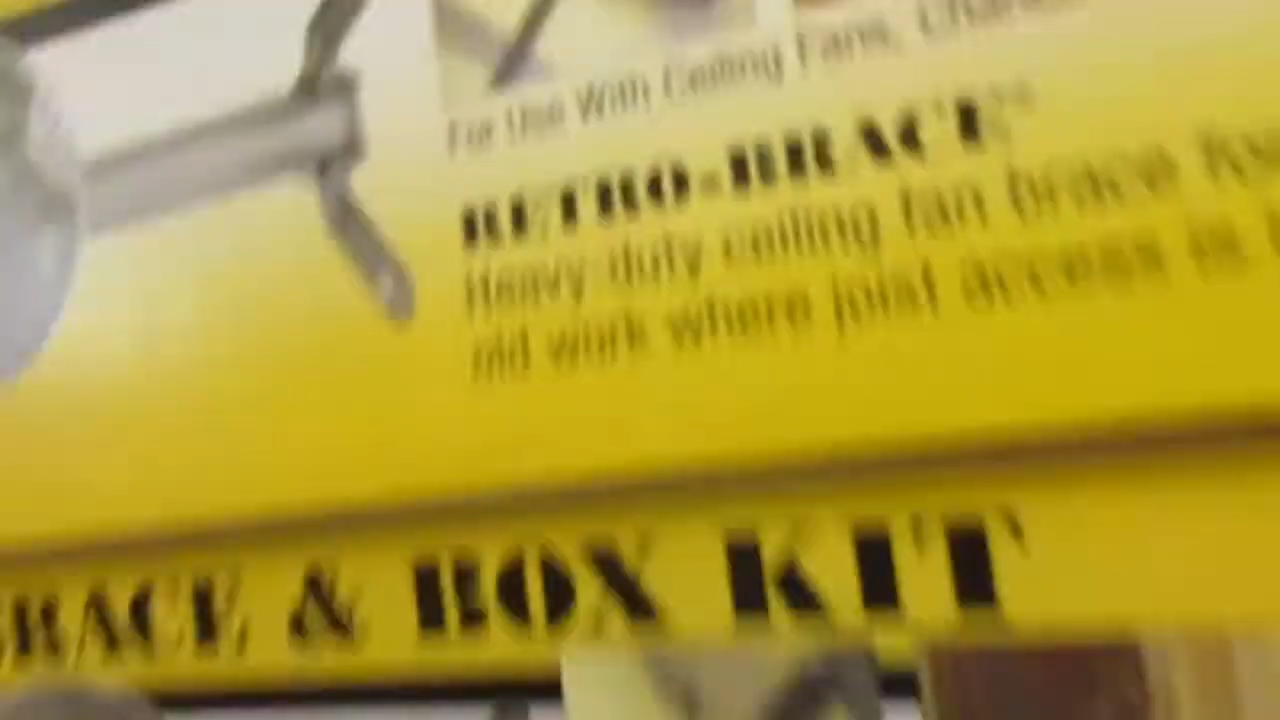 For Use With Ceiling Fans,
RETRO-BRACE
Heavy duty ceiling fan brace
old work where joist access is
BRACE & BOX KIT